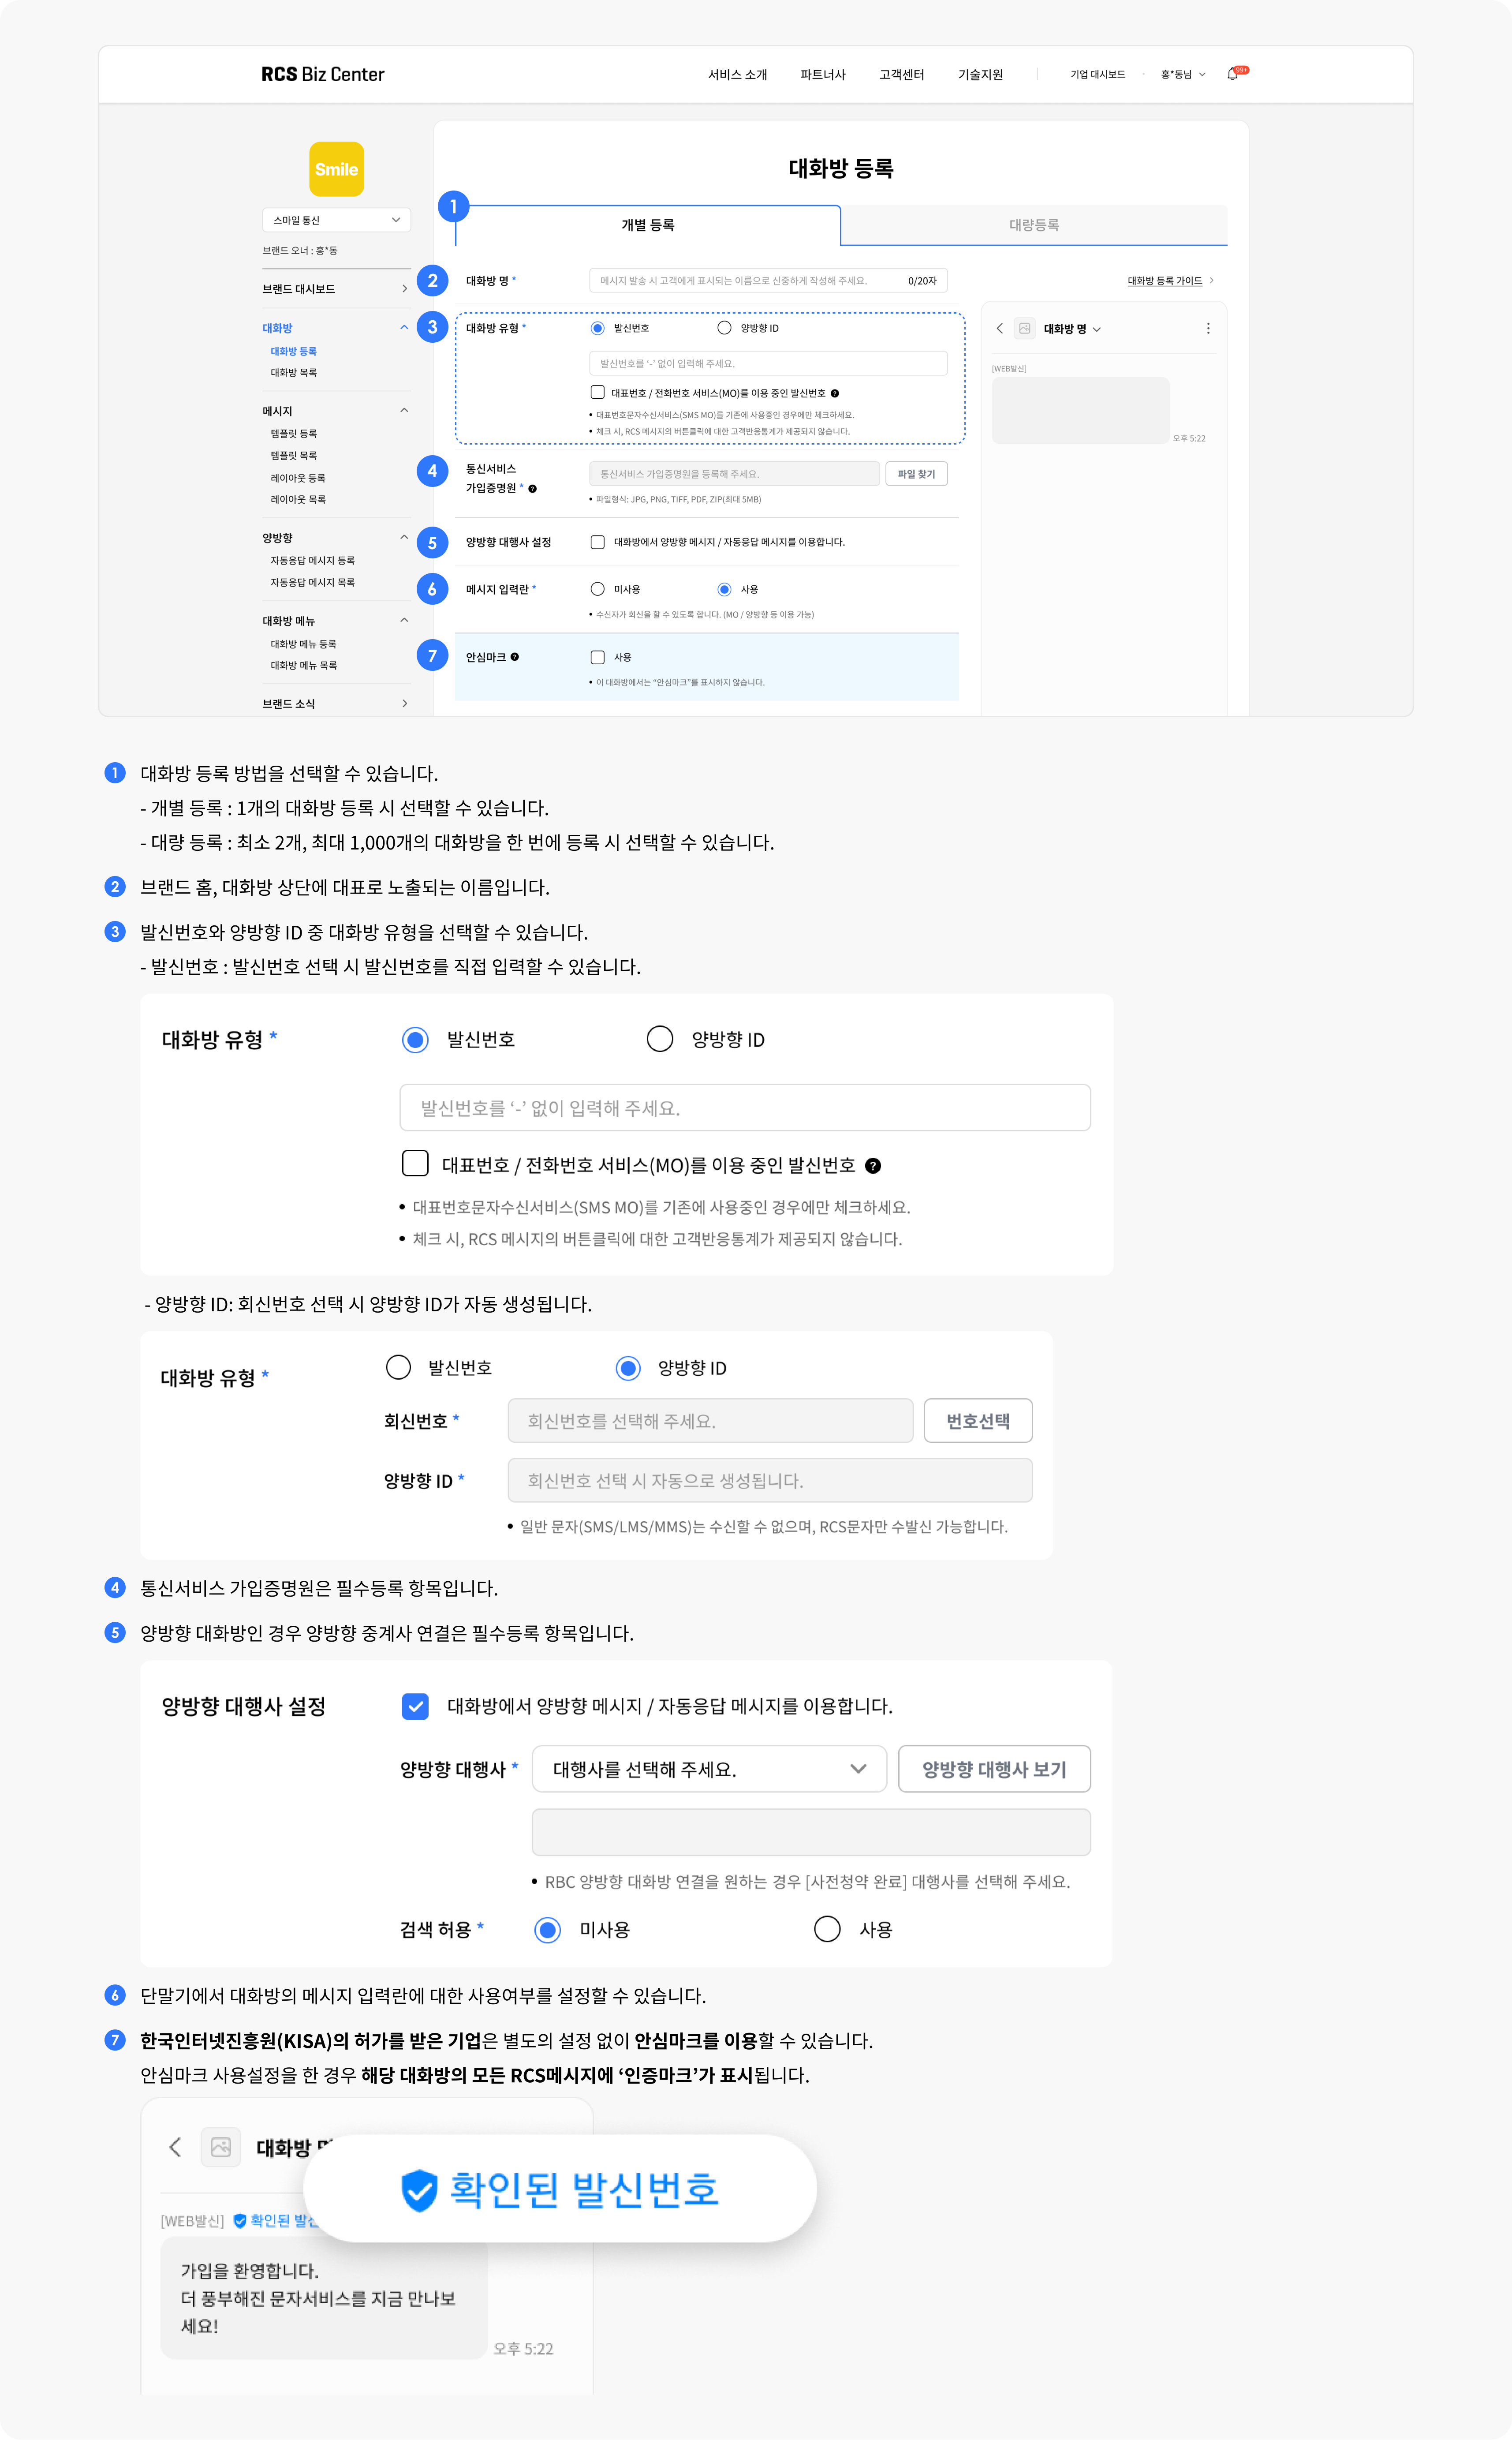 RCS Biz Center
서비스 소개 파트너사 고객센터 기술지원 기업 대시보드 · 홍*동님 99+
Smile
스마일 통신
브랜드 오너 : 홍*동
브랜드 대시보드
대화방
대화방 등록
대화방 목록
메시지
템플릿 등록
템플릿 목록
레이아웃 등록
레이아웃 목록
양방향
자동응답 메시지 등록
자동응답 메시지 목록
대화방 메뉴
대화방 메뉴 등록
대화방 메뉴 목록
브랜드 소식
대화방 등록
1
개별 등록 대량등록
2 대화방 명 * 메시지 발송 시 고객에게 표시되는 이름으로 신중하게 작성해 주세요. 0/20자
3 대화방 유형 * 발신번호 양방향 ID
발신번호를 ‘-’ 없이 입력해 주세요.
대표번호 / 전화번호 서비스(MO)를 이용 중인 발신번호 ?
• 대표번호문자수신서비스(SMS MO)를 기존에 사용중인 경우에만 체크하세요.
• 체크 시, RCS 메시지의 버튼클릭에 대한 고객반응통계가 제공되지 않습니다.
4 통신서비스
가입증명원 * ? 통신서비스 가입증명원을 등록해 주세요. 파일 찾기
• 파일형식: JPG, PNG, TIFF, PDF, ZIP(최대 5MB)
5 양방향 대행사 설정 대화방에서 양방향 메시지 / 자동응답 메시지를 이용합니다.
6 메시지 입력란 * 미사용 사용
• 수신자가 회신을 할 수 있도록 합니다. (MO / 양방향 등 이용 가능)
7 안심마크 ? 사용
• 이 대화방에서는 “안심마크”를 표시하지 않습니다.
대화방 등록 가이드
대화방 명
[WEB발신]
오후 5:22
1 대화방 등록 방법을 선택할 수 있습니다.
- 개별 등록 : 1개의 대화방 등록 시 선택할 수 있습니다.
- 대량 등록 : 최소 2개, 최대 1,000개의 대화방을 한 번에 등록 시 선택할 수 있습니다.
2 브랜드 홈, 대화방 상단에 대표로 노출되는 이름입니다.
3 발신번호와 양방향 ID 중 대화방 유형을 선택할 수 있습니다.
- 발신번호 : 발신번호 선택 시 발신번호를 직접 입력할 수 있습니다.
대화방 유형 * 발신번호 양방향 ID
발신번호를 ‘-’ 없이 입력해 주세요.
대표번호 / 전화번호 서비스(MO)를 이용 중인 발신번호 ?
• 대표번호문자수신서비스(SMS MO)를 기존에 사용중인 경우에만 체크하세요.
• 체크 시, RCS 메시지의 버튼클릭에 대한 고객반응통계가 제공되지 않습니다.
- 양방향 ID: 회신번호 선택 시 양방향 ID가 자동 생성됩니다.
대화방 유형 * 발신번호 양방향 ID
회신번호 * 회신번호를 선택해 주세요. 번호선택
양방향 ID * 회신번호 선택 시 자동으로 생성됩니다.
• 일반 문자(SMS/LMS/MMS)는 수신할 수 없으며, RCS문자만 수발신 가능합니다.
4 통신서비스 가입증명원은 필수등록 항목입니다.
5 양방향 대화방인 경우 양방향 중계사 연결은 필수등록 항목입니다.
양방향 대행사 설정 대화방에서 양방향 메시지 / 자동응답 메시지를 이용합니다.
양방향 대행사 * 대행사를 선택해 주세요. 양방향 대행사 보기
• RBC 양방향 대화방 연결을 원하는 경우 [사전청약 완료] 대행사를 선택해 주세요.
검색 허용 * 미사용 사용
6 단말기에서 대화방의 메시지 입력란에 대한 사용여부를 설정할 수 있습니다.
7 한국인터넷진흥원(KISA)의 허가를 받은 기업은 별도의 설정 없이 안심마크를 이용할 수 있습니다.
안심마크 사용설정을 한 경우 해당 대화방의 모든 RCS메시지에 ‘인증마크’가 표시됩니다.
대화방
확인된 발신번호
[WEB발신] 확인된
가입을 환영합니다.
더 풍부해진 문자서비스를 지금 만나보
세요!
오후 5:22